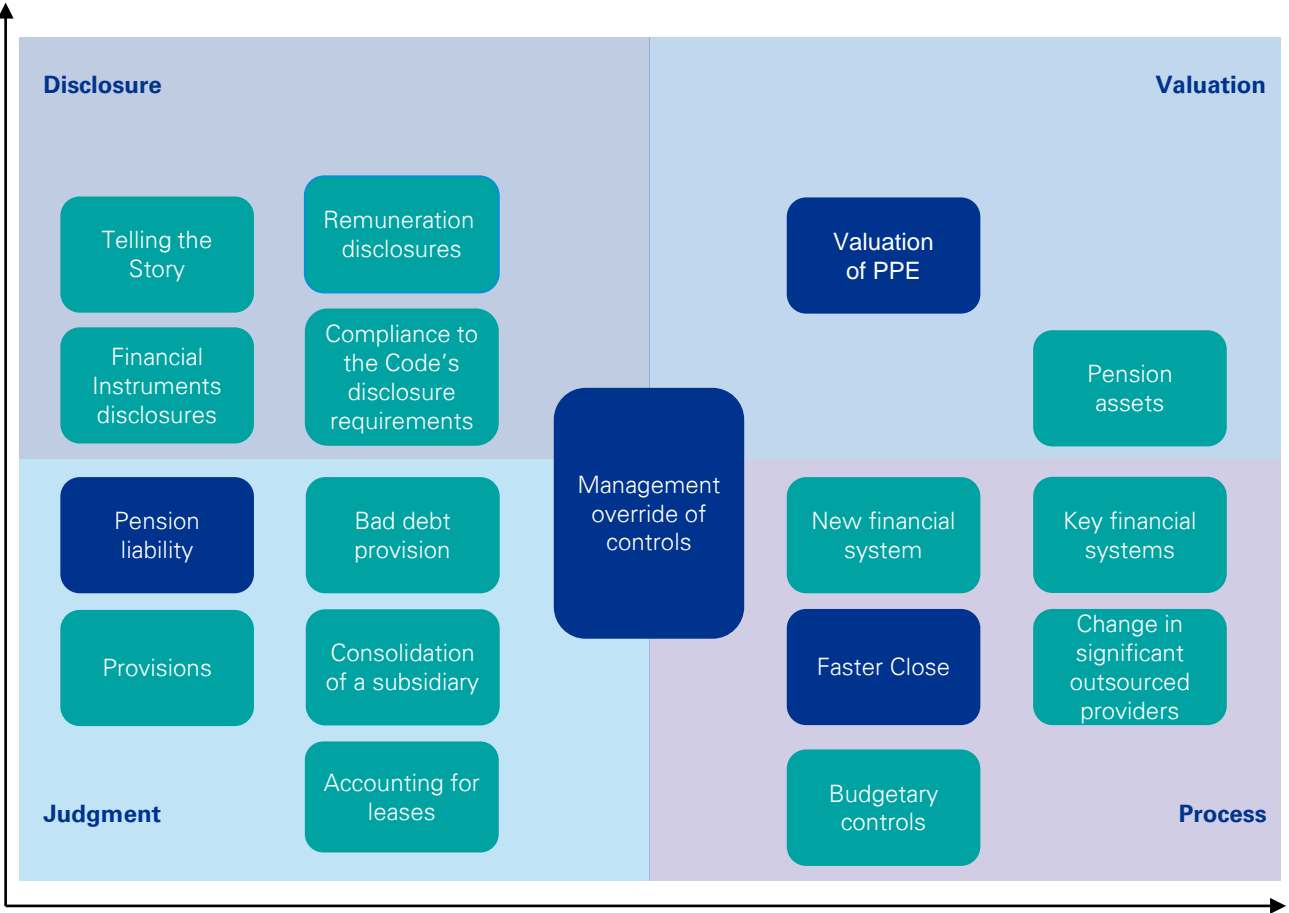 Disclosure
Telling the
Story
Remuneration
disclosures
Financial
Instruments
disclosures
Compliance to
the Code's
disclosure
requirements
Valuation
Valuation
of PPE
Pension
assets
Management
override of
controls
Pension
liability
Bad debt
provision
Provisions
Consolidation
of a subsidiary
Accounting for
leases
Judgment
New financial
system
Key financial
systems
Faster Close
Change in
significant
outsourced
providers
Budgetary
controls
Process